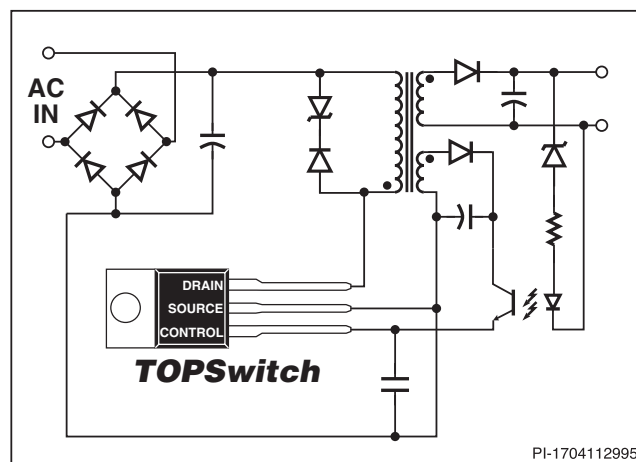 AC
IN
DRAIN
SOURCE
CONTROL
TOPSwitch
PI-1704112995